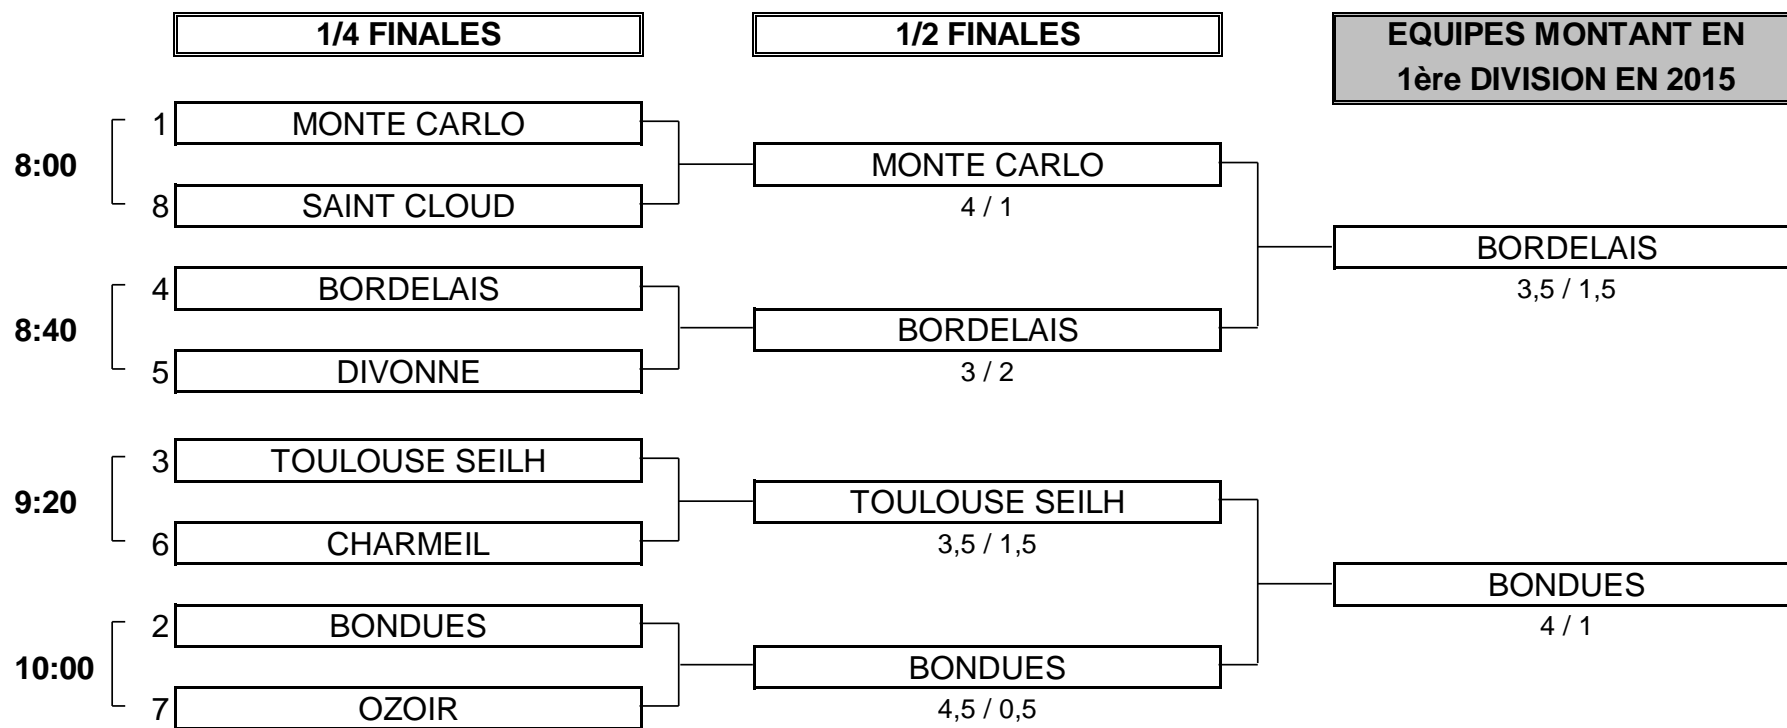 1/4 FINALES
1/2 FINALES
EQUIPES MONTANT EN
1ère DIVISION EN 2015
8:00
1 MONTE CARLO
8 SAINT CLOUD
MONTE CARLO
4 / 1
8:40
4 BORDELAIS
5 DIVONNE
BORDELAIS
3 / 2
BORDELAIS
3,5 / 1,5
9:20
3 TOULOUSE SEILH
6 CHARMEIL
TOULOUSE SEILH
3,5 / 1,5
10:00
2 BONDUES
7 OZOIR
BONDUES
4,5 / 0,5
BONDUES
4 / 1